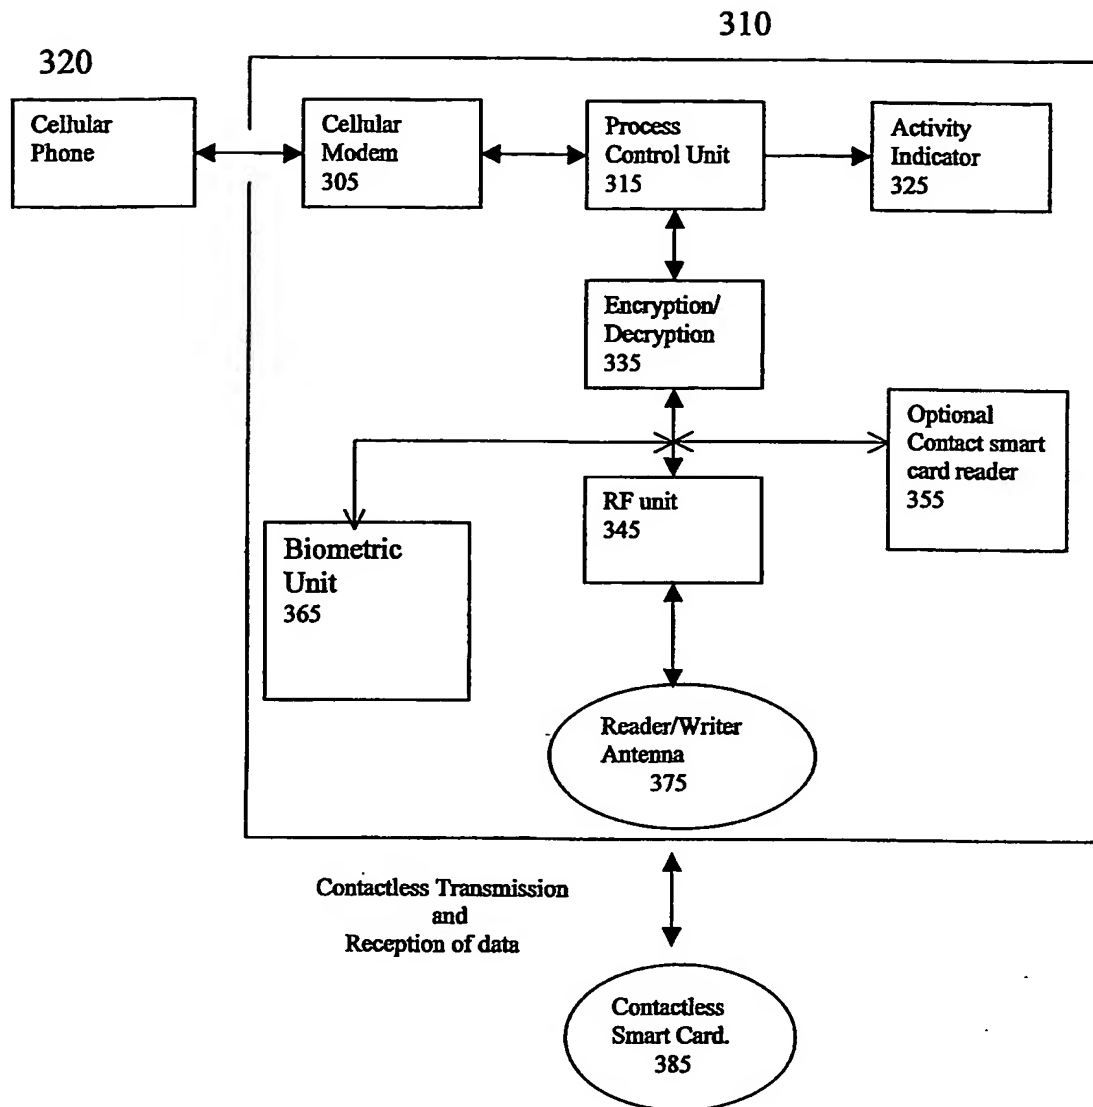 310
320
Cellular
Phone
Cellular
Modem
305
Process
Control Unit
315
Activity
Indicator
325
Encryption/
Decryption
335
Optional
Contact smart
card reader
355
RF unit
345
Biometric
Unit
365
Reader/Writer
Antenna
375
Contactless Transmission
and
Reception of data
Contactless
Smart Card.
385